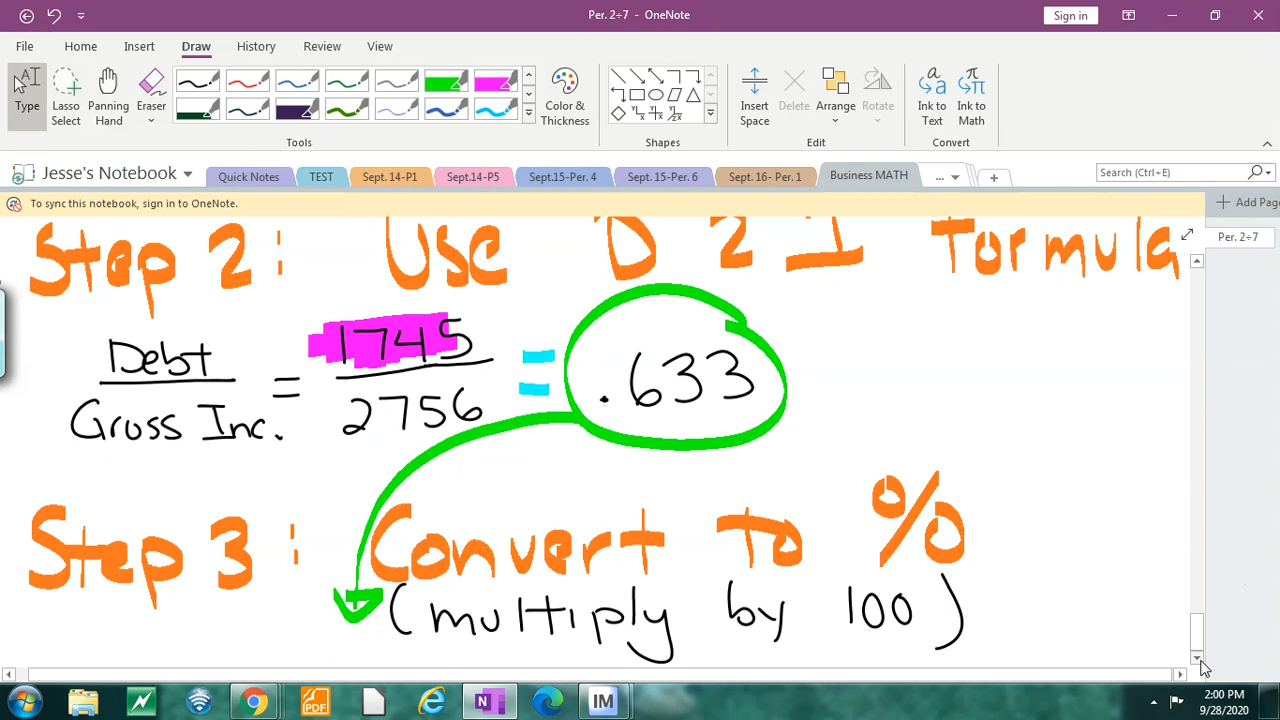 Per. 2÷7 - OneNote
Sign in
File Home Insert Draw History Review View
Type
Lasso Select
Panning Hand
Eraser
Color & Thickness
Insert Space
Delete
Arrange
Rotate
Ink to Text
Ink to Math
Tools
Shapes
Edit
Convert
Jesse's Notebook
Quick Notes
TEST
Sept. 14-P1
Sept.14-P5
Sept.15-Per. 4
Sept. 15-Per. 6
Sept. 16- Per. 1
Business MATH
...
Search (Ctrl+E)
To sync this notebook, sign in to OneNote.
Add Pag
Per. 2÷7
Step 2: Use D 2 I Formula
Debt / Gross Inc. = 1745 / 2756 = .633
Step 3: Convert to %
(multiply by 100)
IM
2:00 PM
9/28/2020